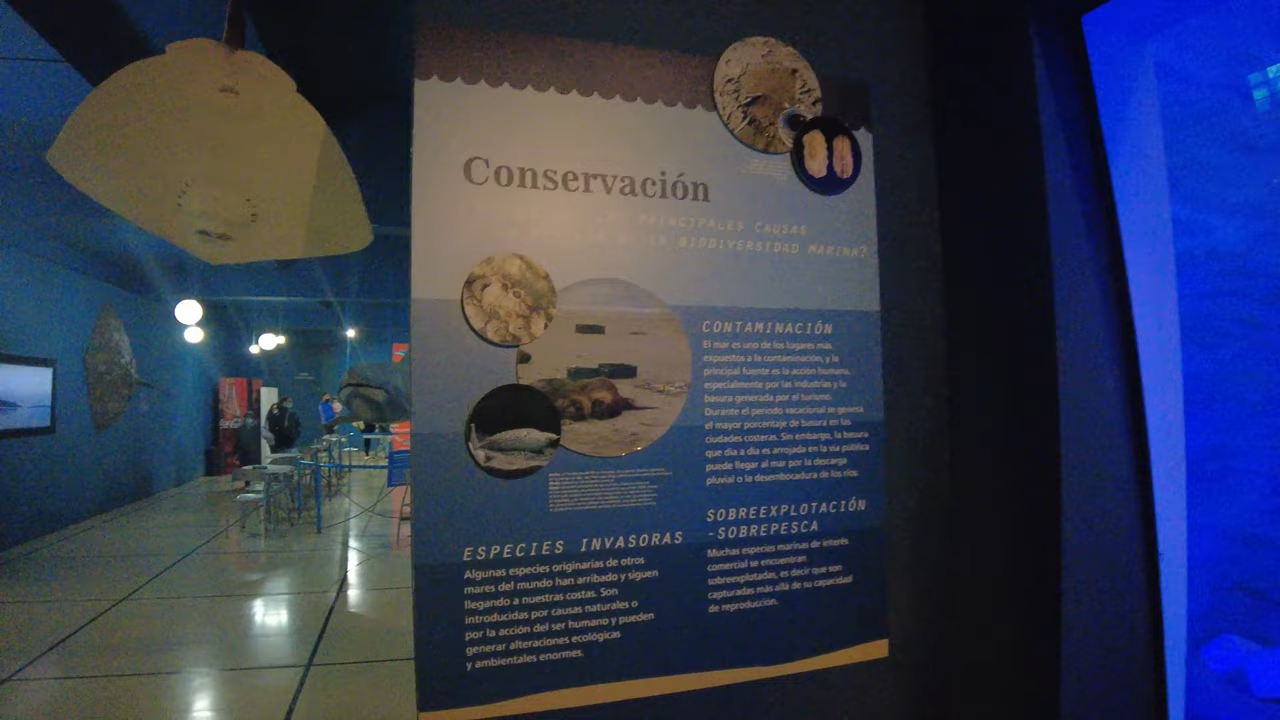 Conservación
PRINCIPALES CAUSAS
BIODIVERSIDAD MARINA?
CONTAMINACIÓN
El mar es uno de los lugares más
expuestos a la contaminación, y la
principal fuente es la acción humana,
especialmente por las industrias y la
basura generada por el turismo.
Durante el periodo vacacional se genera
el mayor porcentaje de basura en las
ciudades costeras. Sin embargo, la basura
que día a día es arrojada en la vía pública
puede llegar al mar por la descarga
pluvial o la desembocadura de los ríos.
SOBREEXPLOTACIÓN
-SOBREPESCA
Muchas especies marinas de interés
comercial se encuentran
sobreexplotadas, es decir que son
capturadas más allá de su capacidad
de reproducción.
ESPECIES INVASORAS
Algunas especies originarias de otros
mares del mundo han arribado y siguen
llegando a nuestras costas. Son
introducidas por causas naturales o
por la acción del ser humano y pueden
generar alteraciones ecológicas
y ambientales enormes.